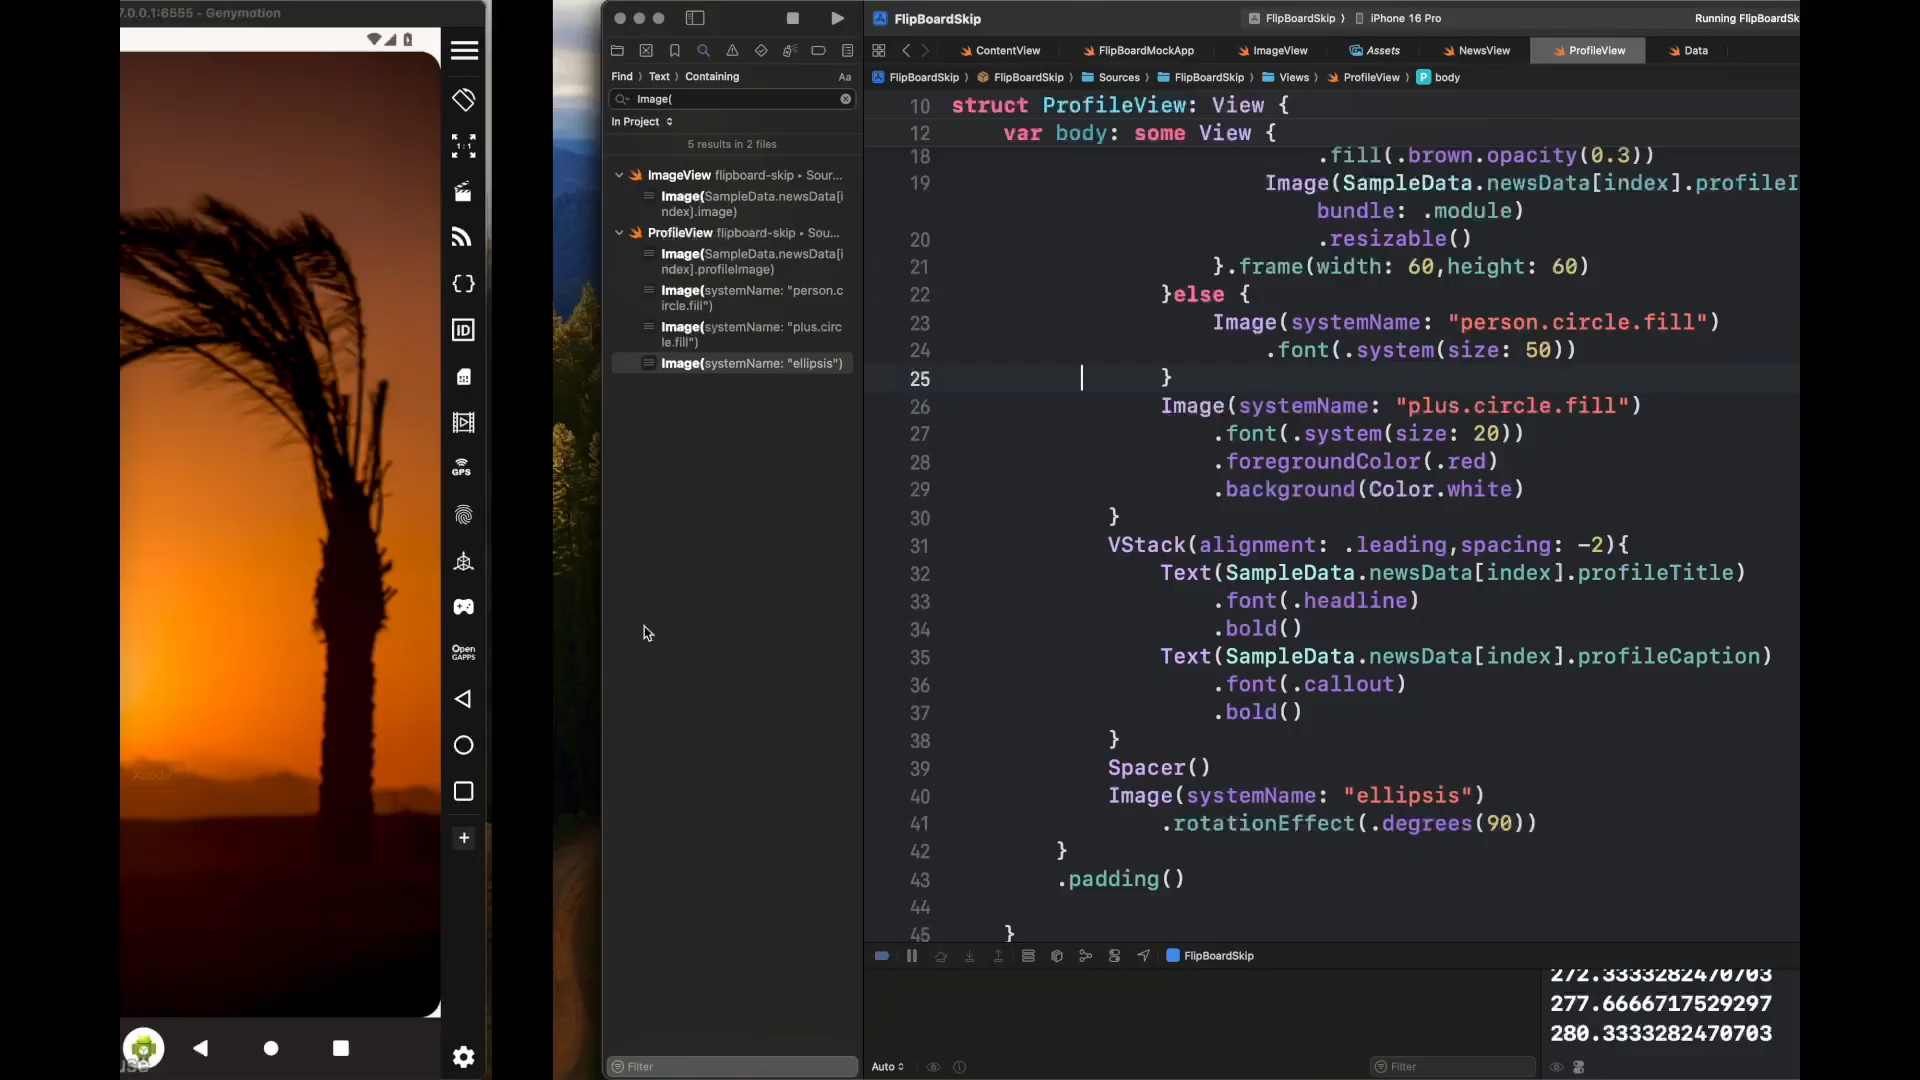 7.0.0.1:6555 - Genymotion
1:1
ID
GPS
Open
GAPPS
Xcode
FlipBoardSkip
FlipBoardSkip 〉 iPhone 16 Pro
Running FlipBoardSk
ContentView
FlipBoardMockApp
ImageView
Assets
NewsView
ProfileView
Data
Find 〉 Text 〉 Containing
Aa
Image(
In Project
5 results in 2 files
ImageView flipboard-skip ▸ Sour...
Image(SampleData.newsData[i
ndex].image)
ProfileView flipboard-skip ▸ Sou...
Image(SampleData.newsData[i
ndex].profileImage)
Image(systemName: "person.c
ircle.fill")
Image(systemName: "plus.circ
le.fill")
Image(systemName: "ellipsis")
Filter
FlipBoardSkip 〉 FlipBoardSkip 〉 Sources 〉 FlipBoardSkip 〉 Views 〉 ProfileView 〉 P body
10 struct ProfileView: View {
12 var body: some View {
18 .fill(.brown.opacity(0.3))
19 Image(SampleData.newsData[index].profileI
bundle: .module)
20 .resizable()
21 }.frame(width: 60,height: 60)
22 }else {
23 Image(systemName: "person.circle.fill")
24 .font(.system(size: 50))
25 }
26 Image(systemName: "plus.circle.fill")
27 .font(.system(size: 20))
28 .foregroundColor(.red)
29 .background(Color.white)
30 }
31 VStack(alignment: .leading,spacing: -2){
32 Text(SampleData.newsData[index].profileTitle)
33 .font(.headline)
34 .bold()
35 Text(SampleData.newsData[index].profileCaption)
36 .font(.callout)
37 .bold()
38 }
39 Spacer()
40 Image(systemName: "ellipsis")
41 .rotationEffect(.degrees(90))
42 }
43 .padding()
44
45 }
FlipBoardSkip
272.3333282470703
277.6666717529297
280.3333282470703
Auto
Filter